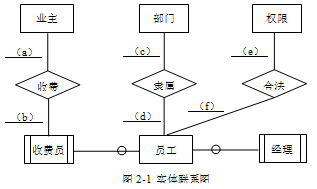 业主 部门 权限
（a） （c） （e）
收费 隶属 合法
（b） （d） （f）
收费员 员工 经理
图 2-1 实体联系图